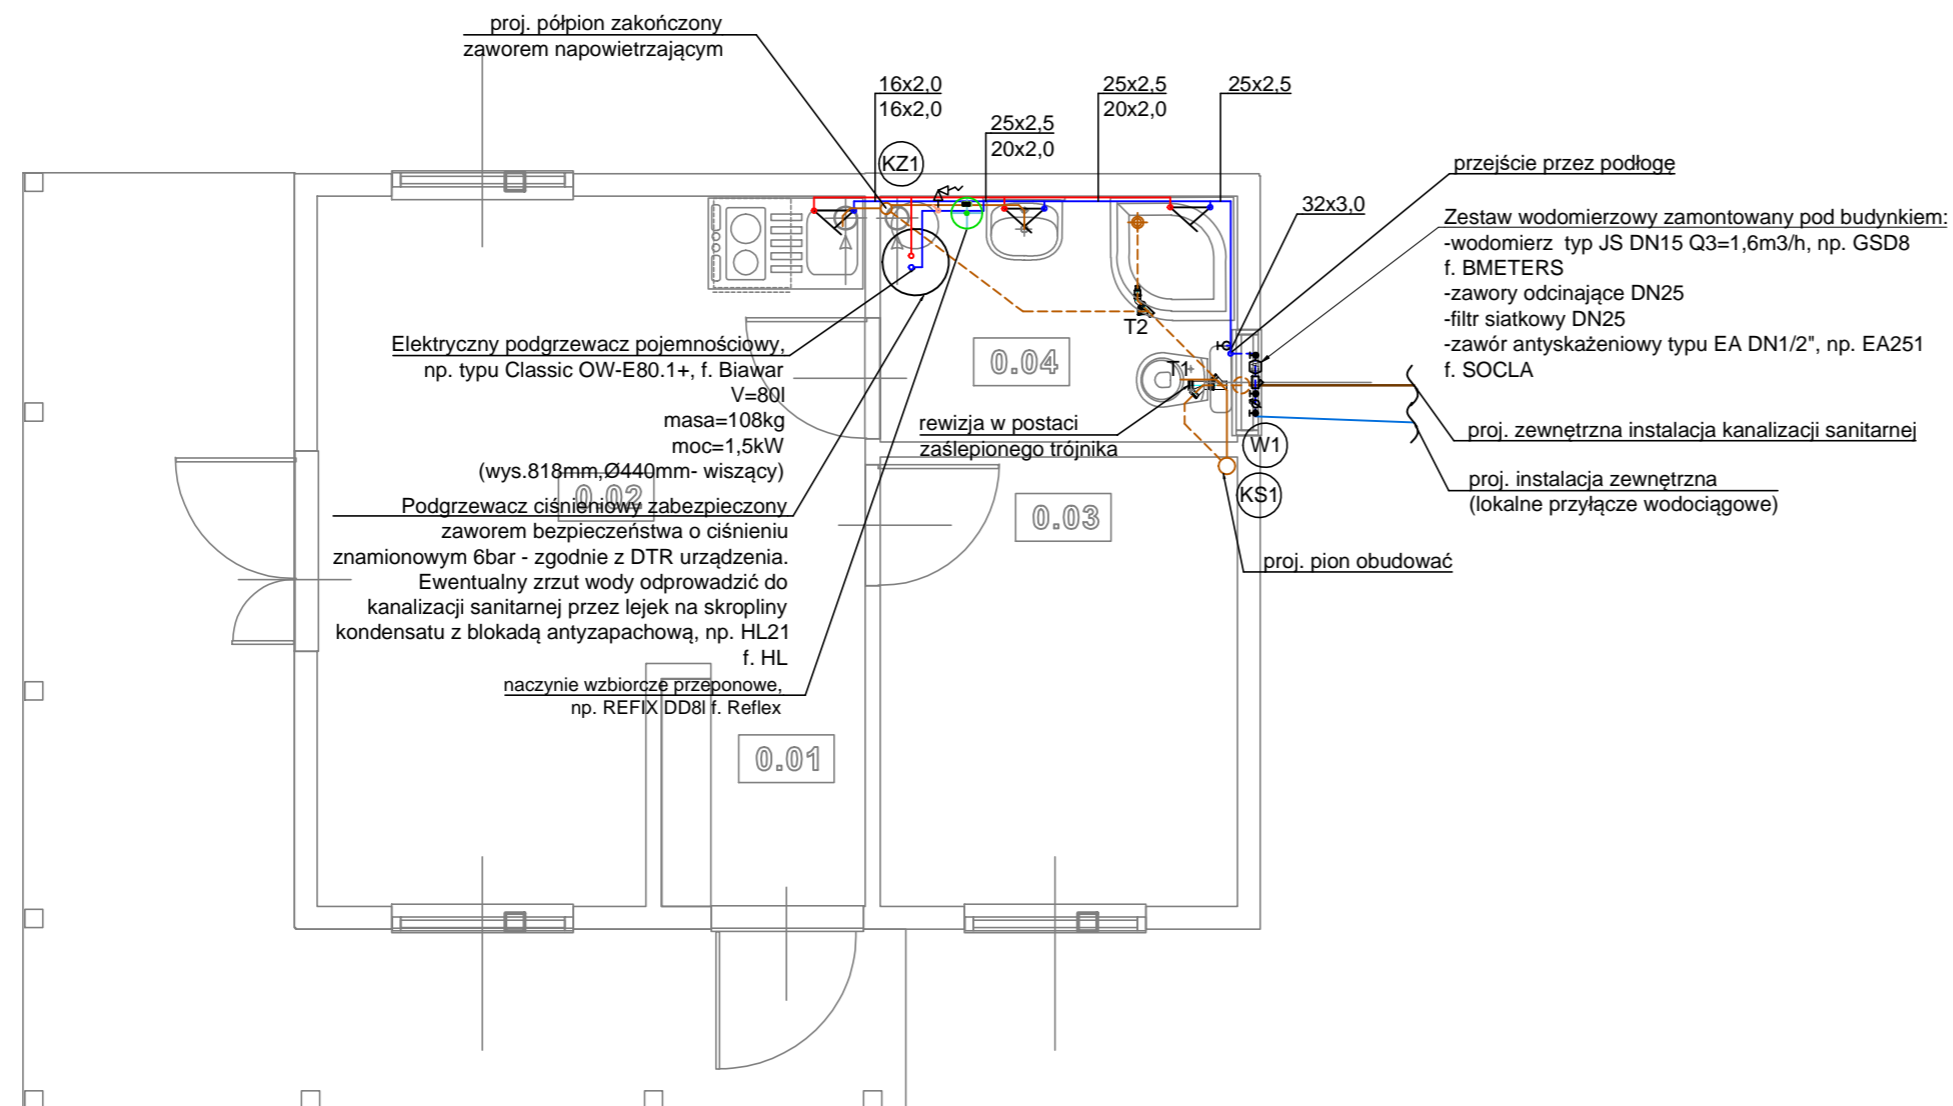 proj. półpion zakończony
zaworem napowietrzającym
16x2,0
16x2,0
25x2,5
20x2,0
25x2,5
20x2,0
25x2,5
KZ1
przejście przez podłogę
32x3,0
Zestaw wodomierzowy zamontowany pod budynkiem:
-wodomierz typ JS DN15 Q3=1,6m3/h, np. GSD8
f. BMETERS
-zawory odcinające DN25
-filtr siatkowy DN25
-zawór antyskażeniowy typu EA DN1/2", np. EA251
f. SOCLA
T2
T1
0.04
Elektryczny podgrzewacz pojemnościowy,
np. typu Classic OW-E80.1+, f. Biawar
V=80l
masa=108kg
moc=1,5kW
(wys.818mm,Ø440mm- wiszący)
rewizja w postaci
zaślepionego trójnika
W1
KS1
proj. zewnętrzna instalacja kanalizacji sanitarnej
proj. instalacja zewnętrzna
(lokalne przyłącze wodociągowe)
0.02
0.03
Podgrzewacz ciśnieniowy zabezpieczony
zaworem bezpieczeństwa o ciśnieniu
znamionowym 6bar - zgodnie z DTR urządzenia.
Ewentualny zrzut wody odprowadzić do
kanalizacji sanitarnej przez lejek na skropliny
kondensatu z blokadą antyzapachową, np. HL21
f. HL
proj. pion obudować
naczynie wzbiorcze przeponowe,
np. REFIX DD8l f. Reflex
0.01